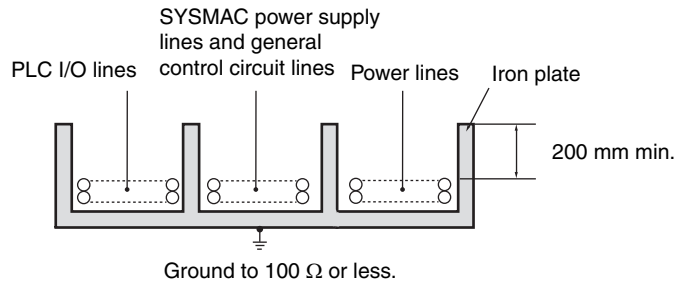 SYSMAC power supply
lines and general
control circuit lines
PLC I/O lines
Power lines
Iron plate
200 mm min.
Ground to 100 Ω or less.